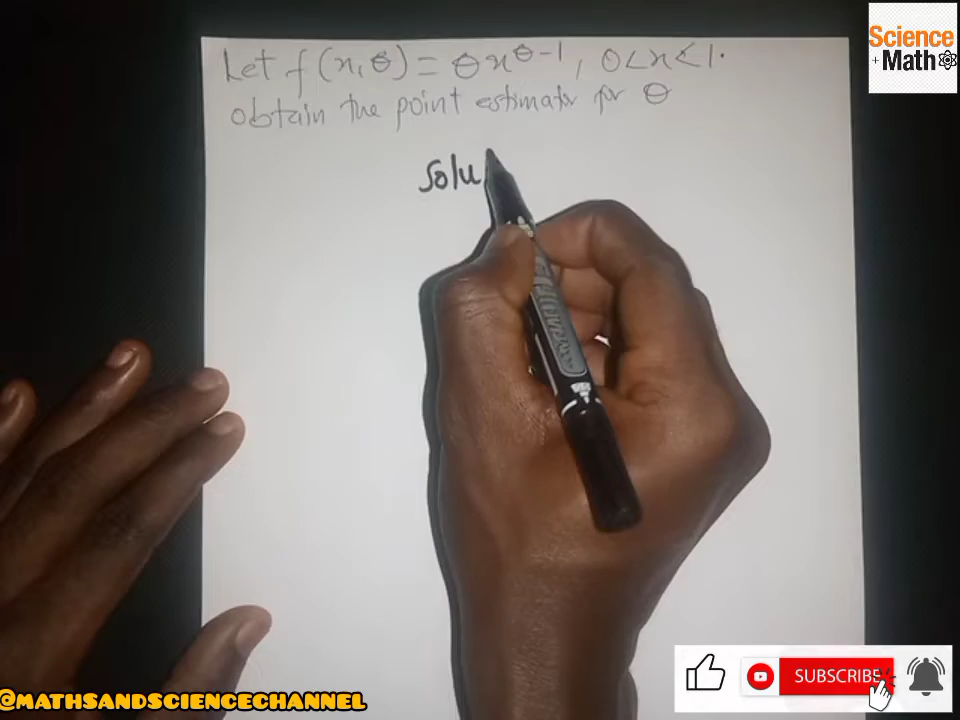 Science
+ Math
Let f(x, θ) = θx^θ-1, 0<x<1.
obtain the point estimator for θ
Solu
SUBSCRIBE
@MATHSANDSCIENCECHANNEL